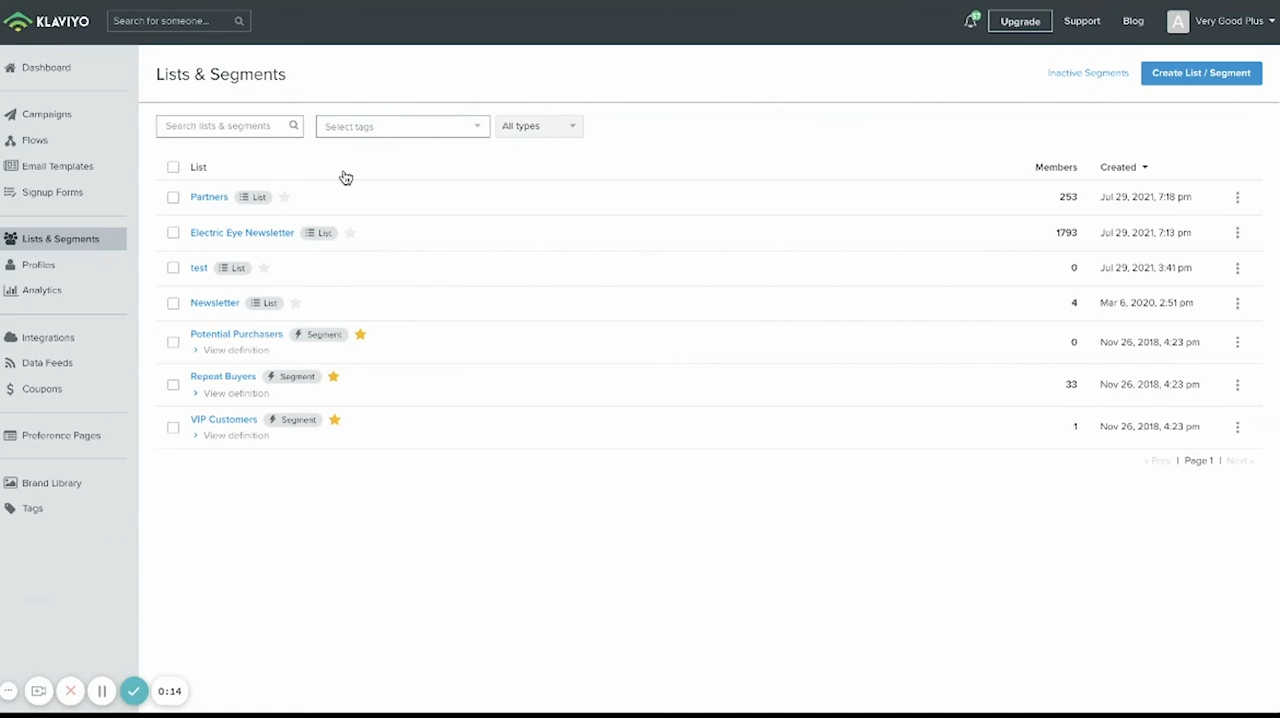 KLAVIYO
Search for someone...
57
Upgrade
Support
Blog
A
Very Good Plus
Dashboard
Campaigns
Flows
Email Templates
Signup Forms
Lists & Segments
Profiles
Analytics
Integrations
Data Feeds
Coupons
Preference Pages
Brand Library
Tags
Lists & Segments
Inactive Segments
Create List / Segment
Search lists & segments
Select tags
All types
List Members Created
Partners List 253 Jul 29, 2021, 7:18 pm
Electric Eye Newsletter List 1793 Jul 29, 2021, 7:13 pm
test List 0 Jul 29, 2021, 3:41 pm
Newsletter List 4 Mar 6, 2020, 2:51 pm
Potential Purchasers Segment 0 Nov 26, 2018, 4:23 pm
> View definition
Repeat Buyers Segment 33 Nov 26, 2018, 4:23 pm
> View definition
VIP Customers Segment 1 Nov 26, 2018, 4:23 pm
> View definition
‹ Prev | Page 1 | Next »
0:14